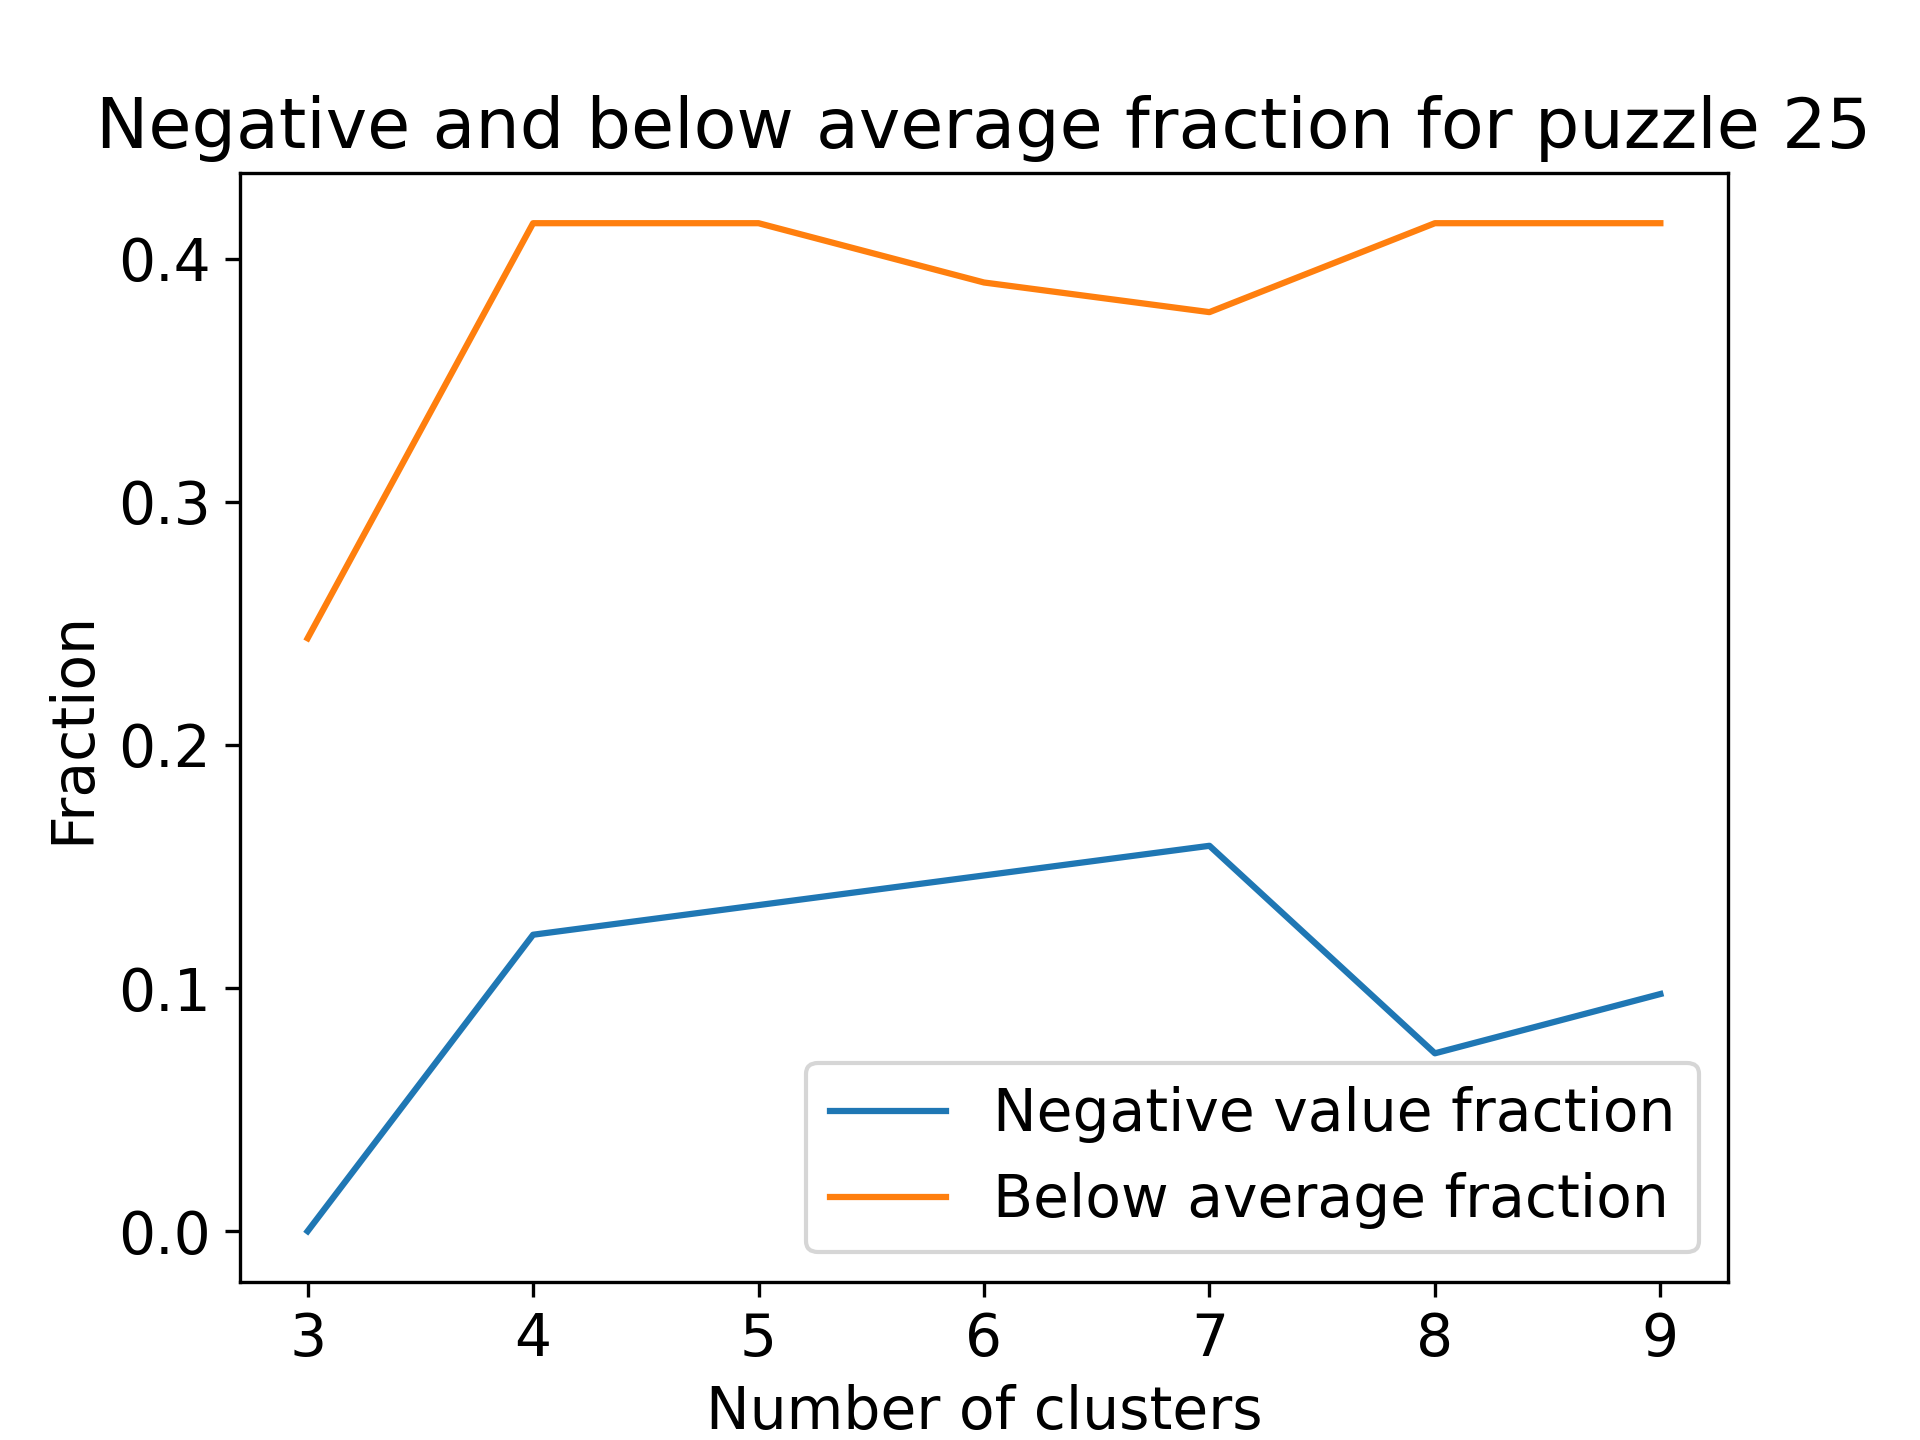 Negative and below average fraction for puzzle 25
Fraction
0.4
0.3
0.2
0.1
0.0
Negative value fraction
Below average fraction
3 4 5 6 7 8 9
Number of clusters